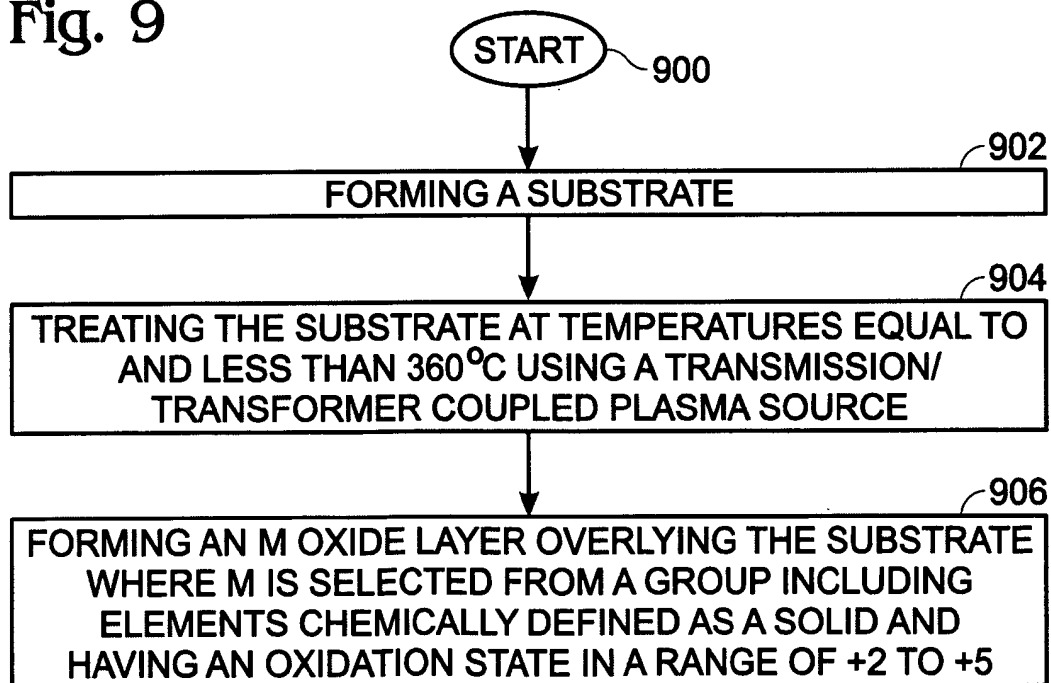 Fig. 9
START
900
902
FORMING A SUBSTRATE
904
TREATING THE SUBSTRATE AT TEMPERATURES EQUAL TO
AND LESS THAN 360°C USING A TRANSMISSION/
TRANSFORMER COUPLED PLASMA SOURCE
906
FORMING AN M OXIDE LAYER OVERLYING THE SUBSTRATE
WHERE M IS SELECTED FROM A GROUP INCLUDING
ELEMENTS CHEMICALLY DEFINED AS A SOLID AND
HAVING AN OXIDATION STATE IN A RANGE OF +2 TO +5